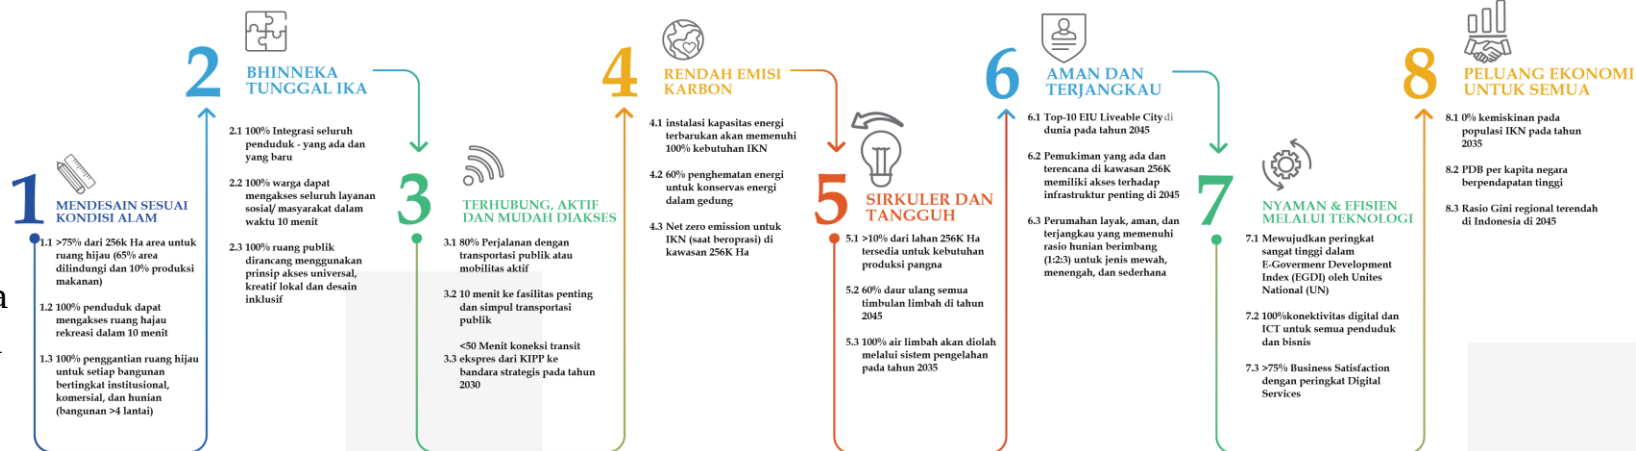 1
MENDESAIN SESUAI
KONDISI ALAM
1.1 >75% dari 256k Ha area untuk
ruang hijau (65% area
dilindungi dan 10% produksi
makanan)
1.2 100% penduduk dapat
mengakses ruang hajau
rekreasi dalam 10 menit
1.3 100% penggantian ruang hijau
untuk setiap bangunan
bertingkat institusional,
komersial, dan hunian
(bangunan >4 lantai)
2
BHINNEKA
TUNGGAL IKA
2.1 100% Integrasi seluruh
penduduk - yang ada dan
yang baru
2.2 100% warga dapat
mengakses seluruh layanan
sosial/ masyarakat dalam
waktu 10 menit
2.3 100% ruang publik
dirancang menggunakan
prinsip akses universal,
kreatif lokal dan desain
inklusif
3
TERHUBUNG, AKTIF
DAN MUDAH DIAKSES
3.1 80% Perjalanan dengan
transportasi publik atau
mobilitas aktif
3.2 10 menit ke fasilitas penting
dan simpul transportasi
publik
<50 Menit koneksi transit
3.3 ekspres dari KIPP ke
bandara strategis pada tahun
2030
4
RENDAH EMISI
KARBON
4.1 instalasi kapasitas energi
terbarukan akan memenuhi
100% kebutuhan IKN
4.2 60% penghematan energi
untuk konservas energi
dalam gedung
4.3 Net zero emission untuk
IKN (saat beroprasi) di
kawasan 256K Ha
5
SIRKULER DAN
TANGGUH
5.1 >10% dari lahan 256K Ha
tersedia untuk kebutuhan
produksi pangna
5.2 60% daur ulang semua
timbulan limbah di tahun
2045
5.3 100% air limbah akan diolah
melalui sistem pengelahan
pada tahun 2035
6
AMAN DAN
TERJANGKAU
6.1 Top-10 EIU Liveable City di
dunia pada tahun 2045
6.2 Pemukiman yang ada dan
terencana di kawasan 256K
memiliki akses terhadap
infrastruktur penting di 2045
6.3 Perumahan layak, aman, dan
terjangkau yang memenuhi
rasio hunian berimbang
(1:2:3) untuk jenis mewah,
menengah, dan sederhana
7
NYAMAN & EFISIEN
MELALUI TEKNOLOGI
7.1 Mewujudkan peringkat
sangat tinggi dalam
E-Goverment Development
Index (EGDI) oleh Unites
National (UN)
7.2 100%konektivitas digital dan
ICT untuk semua penduduk
dan bisnis
7.3 >75% Business Satisfaction
dengan peringkat Digital
Services
8
PELUANG EKONOMI
UNTUK SEMUA
8.1 0% kemiskinan pada
populasi IKN pada tahun
2035
8.2 PDB per kapita negara
berpendapatan tinggi
8.3 Rasio Gini regional terendah
di Indonesia di 2045